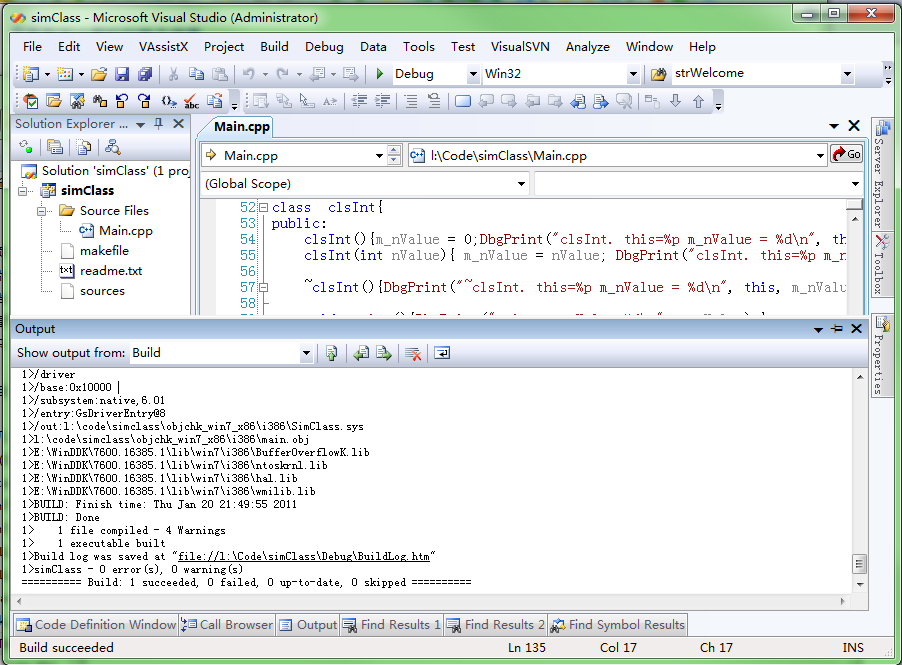 simClass - Microsoft Visual Studio (Administrator)
File Edit View VAssistX Project Build Debug Data Tools Test VisualSVN Analyze Window Help
Debug Win32 strWelcome
Solution Explorer ...
Solution 'simClass' (1 proj
simClass
Source Files
Main.cpp
makefile
readme.txt
sources
Main.cpp
Main.cpp l:\Code\simClass\Main.cpp Go
(Global Scope)
52 class clsInt{
53 public:
54 clsInt(){m_nValue = 0;DbgPrint("clsInt. this=%p m_nValue = %d\n", th
55 clsInt(int nValue){ m_nValue = nValue; DbgPrint("clsInt. this=%p m_n
56
57 ~clsInt(){DbgPrint("~clsInt. this=%p m_nValue = %d\n", this, m_nValu
58
Server Explorer
Toolbox
Properties
Output
Show output from: Build
1>/driver
1>/base:0x10000
1>/subsystem:native,6.01
1>/entry:GsDriverEntry@8
1>/out:l:\code\simclass\objchk_win7_x86\i386\SimClass.sys
1>l:\code\simclass\objchk_win7_x86\i386\main.obj
1>E:\WinDDK\7600.16385.1\lib\win7\i386\BufferOverflowK.lib
1>E:\WinDDK\7600.16385.1\lib\win7\i386\ntoskrnl.lib
1>E:\WinDDK\7600.16385.1\lib\win7\i386\hal.lib
1>E:\WinDDK\7600.16385.1\lib\win7\i386\wmilib.lib
1>BUILD: Finish time: Thu Jan 20 21:49:55 2011
1>BUILD: Done
1> 1 file compiled - 4 Warnings
1> 1 executable built
1>Build log was saved at "file://l:\Code\simClass\Debug\BuildLog.htm"
1>simClass - 0 error(s), 0 warning(s)
========== Build: 1 succeeded, 0 failed, 0 up-to-date, 0 skipped ==========
Code Definition Window Call Browser Output Find Results 1 Find Results 2 Find Symbol Results
Build succeeded Ln 135 Col 17 Ch 17 INS